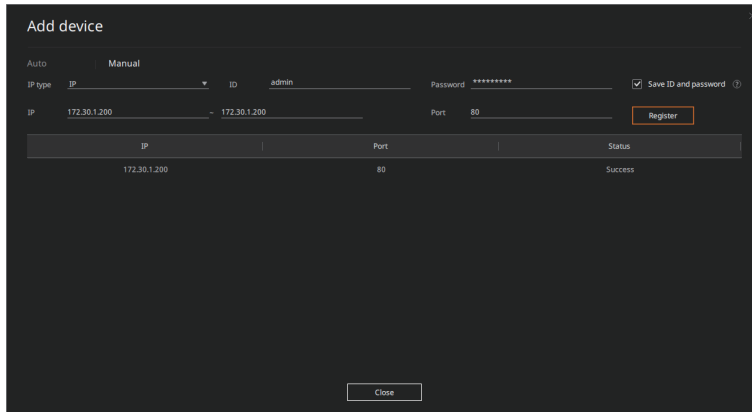 Add device
Auto | Manual
IP type IP ID admin Password ********* Save ID and password ?
IP 172.30.1.200 ~ 172.30.1.200 Port 80 Register
IP Port Status
172.30.1.200 80 Success
Close